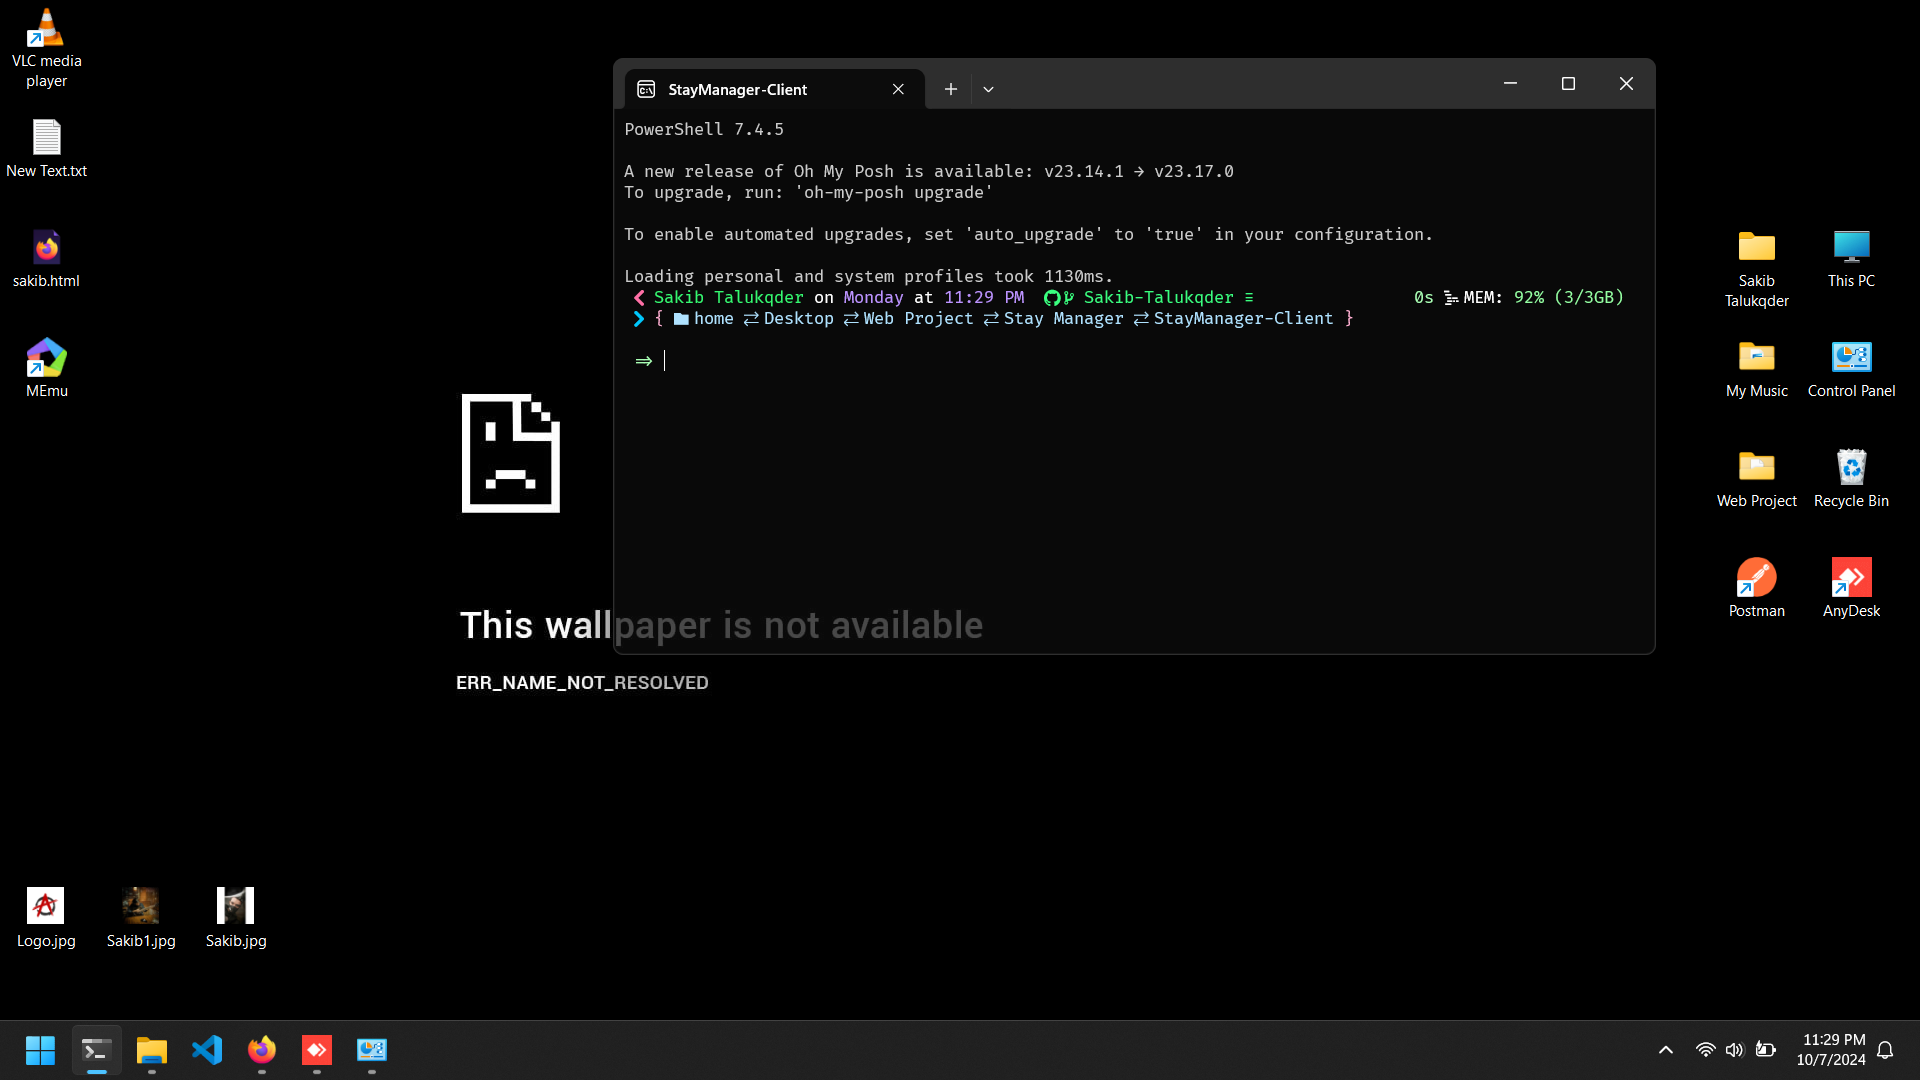 VLC media
player
New Text.txt
sakib.html
MEmu
StayManager-Client
PowerShell 7.4.5
A new release of Oh My Posh is available: v23.14.1 → v23.17.0
To upgrade, run: 'oh-my-posh upgrade'
To enable automated upgrades, set 'auto_upgrade' to 'true' in your configuration.
Loading personal and system profiles took 1130ms.
Sakib Talukqder on Monday at 11:29 PM Sakib-Talukqder ≡ 0s MEM: 92% (3/3GB)
{ home ⇄ Desktop ⇄ Web Project ⇄ Stay Manager ⇄ StayManager-Client }
⇒
This wallpaper is not available
ERR_NAME_NOT_RESOLVED
Sakib
Talukqder
This PC
My Music
Control Panel
Web Project
Recycle Bin
Postman
AnyDesk
Logo.jpg
Sakib1.jpg
Sakib.jpg
11:29 PM
10/7/2024